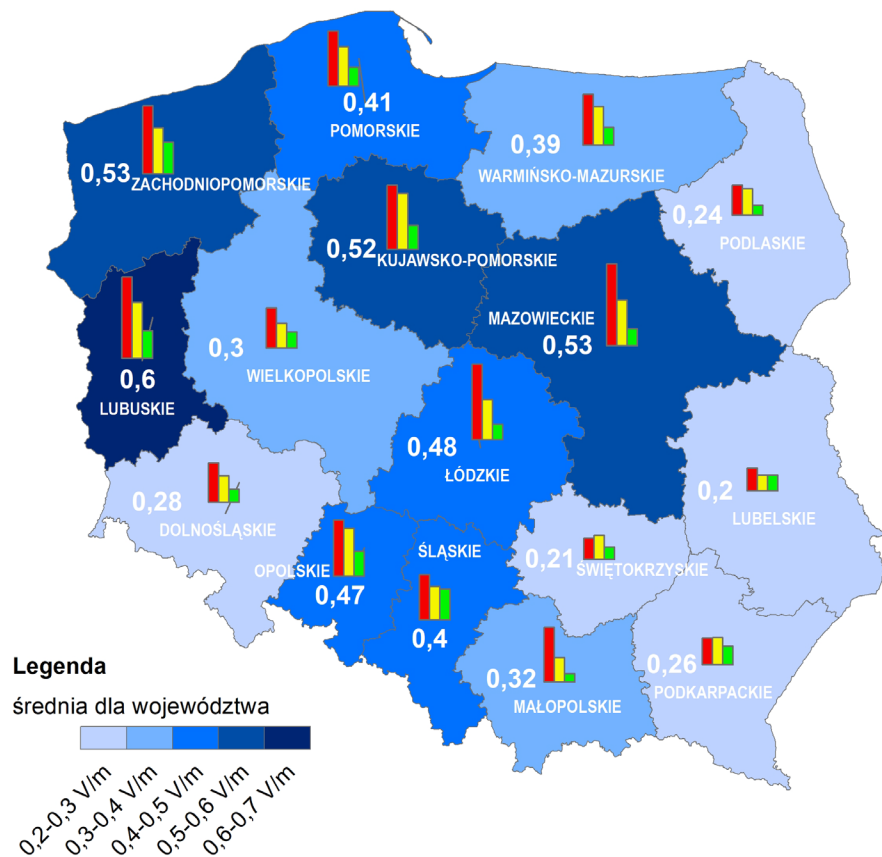 0,41
POMORSKIE
0,39
WARMIŃSKO-MAZURSKIE
0,53
ZACHODNIOPOMORSKIE
0,24
PODLASKIE
0,52
KUJAWSKO-POMORSKIE
MAZOWIECKIE
0,53
0,3
WIELKOPOLSKIE
0,6
LUBUSKIE
0,48
ŁÓDZKIE
0,28
DOLNOŚLĄSKIE
0,2
LUBELSKIE
OPOLSKIE
0,47
ŚLĄSKIE
0,4
0,21
ŚWIĘTOKRZYSKIE
0,32
MAŁOPOLSKIE
0,26
PODKARPACKIE
Legenda
średnia dla województwa
0,2-0,3 V/m
0,3-0,4 V/m
0,4-0,5 V/m
0,5-0,6 V/m
0,6-0,7 V/m